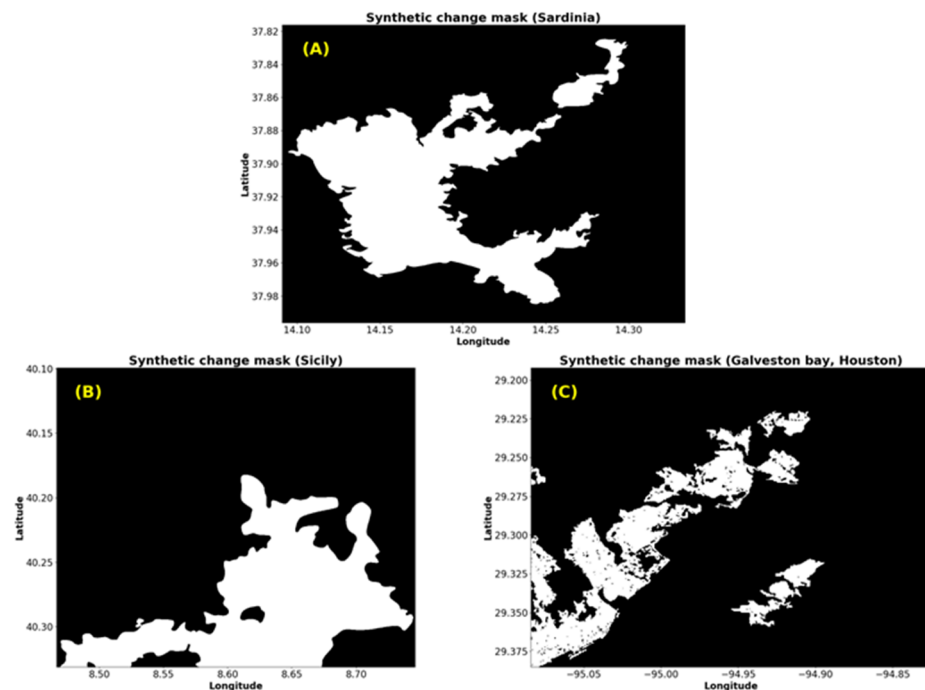 Synthetic change mask (Sardinia)
(A)
Latitude
37.82
37.84
37.86
37.88
37.90
37.92
37.94
37.96
37.98
14.10 14.15 14.20 14.25 14.30
Longitude
Synthetic change mask (Sicily)
(B)
Latitude
40.10
40.15
40.20
40.25
40.30
8.50 8.55 8.60 8.65 8.70
Longitude
Synthetic change mask (Galveston bay, Houston)
(C)
Latitude
29.200
29.225
29.250
29.275
29.300
29.325
29.350
29.375
−95.05 −95.00 −94.95 −94.90 −94.85
Longitude